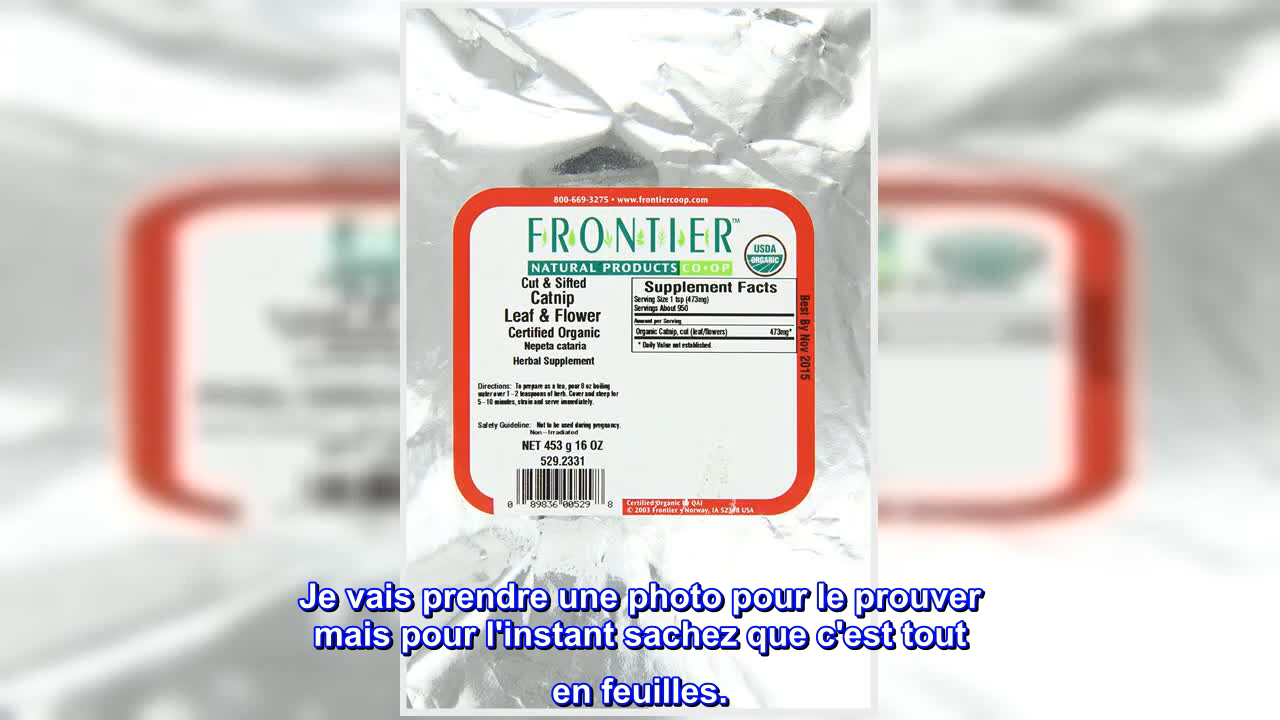 800-669-3275 • www.frontiercoop.com
FRONTIER™
NATURAL PRODUCTS CO•OP
USDA
ORGANIC
Cut & Sifted
Catnip
Leaf & Flower
Certified Organic
Nepeta cataria
Herbal Supplement
Supplement Facts
Serving Size 1 tsp (473mg)
Servings About 950
Amount per Serving
Organic Catnip, cut (leaf/flowers) 473mg*
* Daily Value not established.
Best By Nov 2015
Directions: To prepare as a tea, pour 8 oz boiling
water over 1-2 teaspoons of herb. Cover and steep for
5-10 minutes, strain and serve immediately.
Safety Guideline: Not to be used during pregnancy.
Non-Irradiated
NET 453 g 16 OZ
529.2331
0 89836 00529 8
Certified Organic by QAI
© 2003 Frontier • Norway, IA 52318 USA
Je vais prendre une photo pour le prouver
mais pour l'instant sachez que c'est tout
en feuilles.